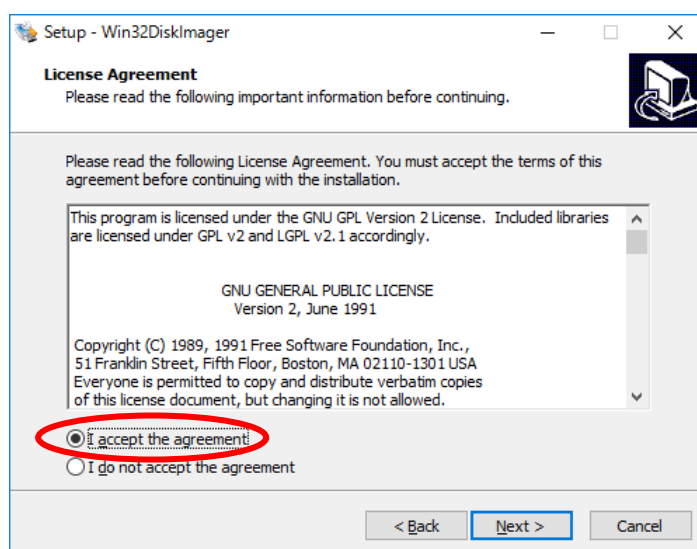 Setup - Win32DiskImager
License Agreement
Please read the following important information before continuing.
Please read the following License Agreement. You must accept the terms of this
agreement before continuing with the installation.
This program is licensed under the GNU GPL Version 2 License. Included libraries
are licensed under GPL v2 and LGPL v2.1 accordingly.
GNU GENERAL PUBLIC LICENSE
Version 2, June 1991
Copyright (C) 1989, 1991 Free Software Foundation, Inc.,
51 Franklin Street, Fifth Floor, Boston, MA 02110-1301 USA
Everyone is permitted to copy and distribute verbatim copies
of this license document, but changing it is not allowed.
I accept the agreement
I do not accept the agreement
< Back Next > Cancel